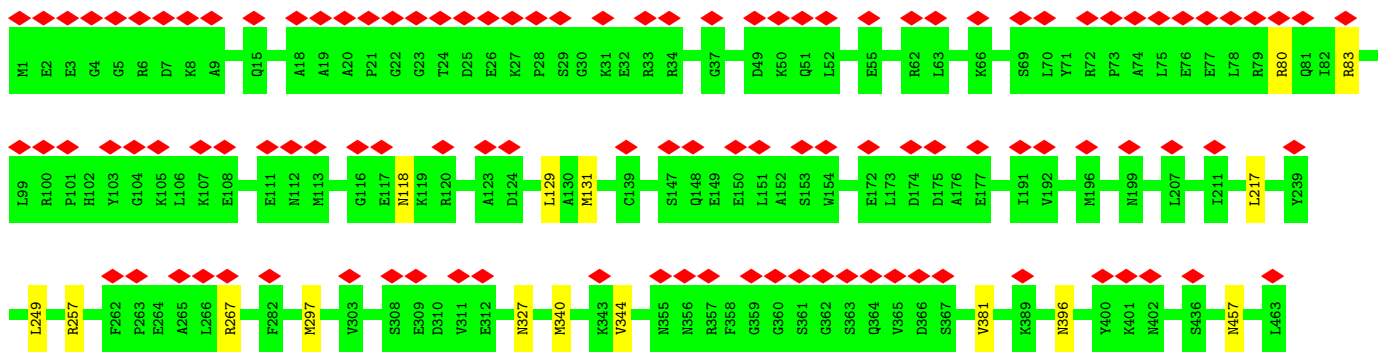 M1 E2 E3 G4 G5 R6 D7 K8 A9 Q15 A18 A19 A20 P21 G22 G23 T24 D25 E26 K27 P28 S29 G30 K31 E32 R33 R34 G37 D49 K50 Q51 L52 E55 R62 L63 K66 S69 L70 Y71 R72 P73 A74 L75 E76 E77 L78 R79 R80 Q81 I82 R83
L99 R100 P101 H102 Y103 G104 K105 L106 K107 E108 E111 N112 M113 G116 E117 N118 K119 R120 A123 D124 L129 A130 M131 C139 S147 Q148 E149 E150 L151 A152 S153 W154 E172 L173 D174 D175 A176 E177 I191 V192 M196 N199 L207 I211 L217 Y239
L249 R257 F262 P263 E264 A265 L266 R267 F282 M297 V303 S308 E309 D310 V311 E312 N327 M340 K343 V344 N355 N356 R357 F358 G359 G360 S361 G362 S363 Q364 V365 D366 S367 V381 K389 N396 Y400 K401 N402 S436 N457 L463